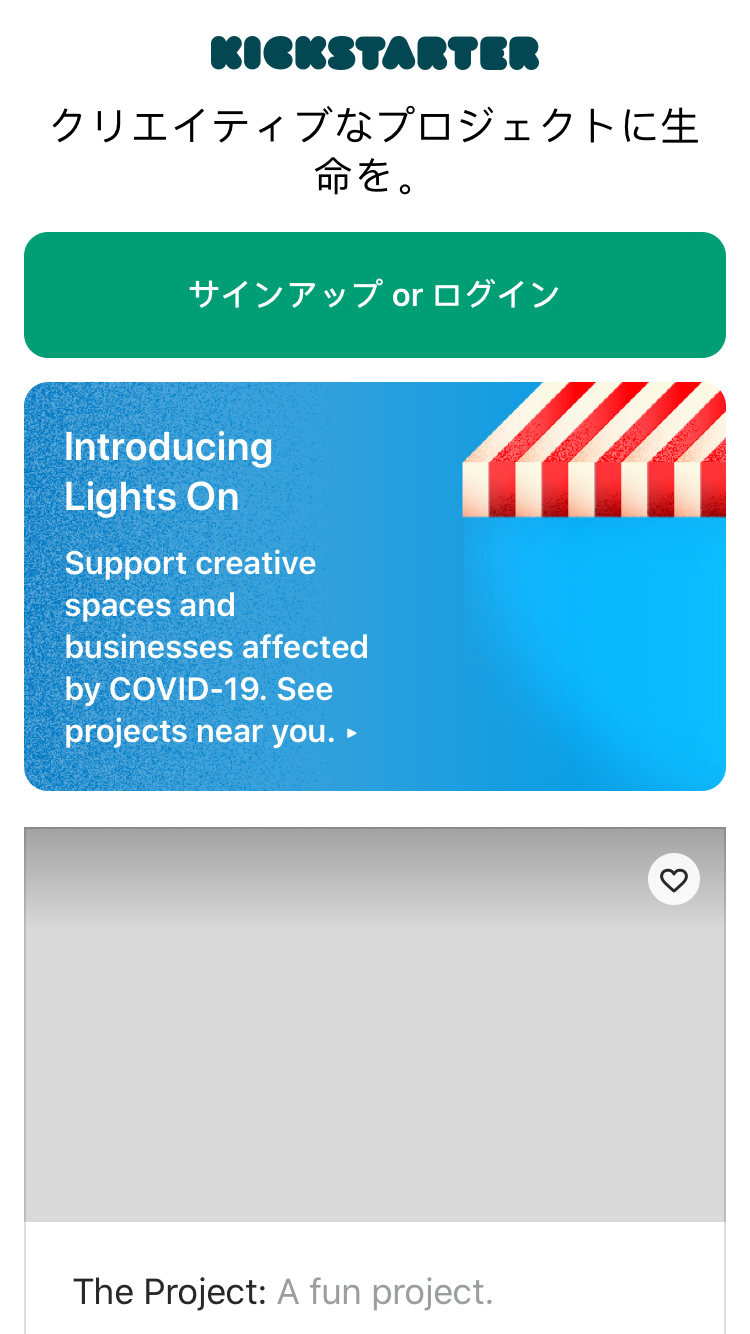 KICKSTARTER
クリエイティブなプロジェクトに生
命を。
サインアップ or ログイン
Introducing
Lights On
Support creative
spaces and
businesses affected
by COVID-19. See
projects near you. ▸
The Project: A fun project.